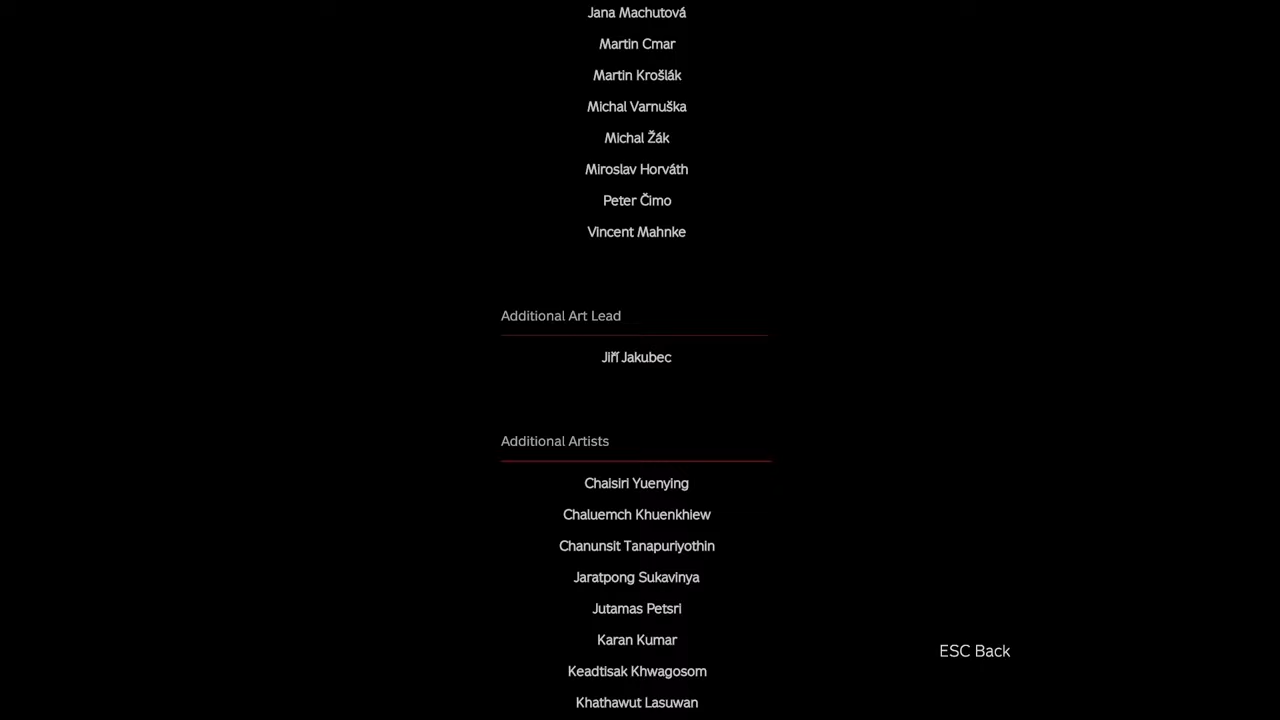 Jana Machutová
Martin Cmar
Martin Krošlák
Michal Varnuška
Michal Žák
Miroslav Horváth
Peter Čimo
Vincent Mahnke
Additional Art Lead
Jiří Jakubec
Additional Artists
Chaisiri Yuenying
Chaluemch Khuenkhiew
Chanunsit Tanapuriyothin
Jaratpong Sukavinya
Jutamas Petsri
Karan Kumar
ESC Back
Keadtisak Khwagosom
Khathawut Lasuwan